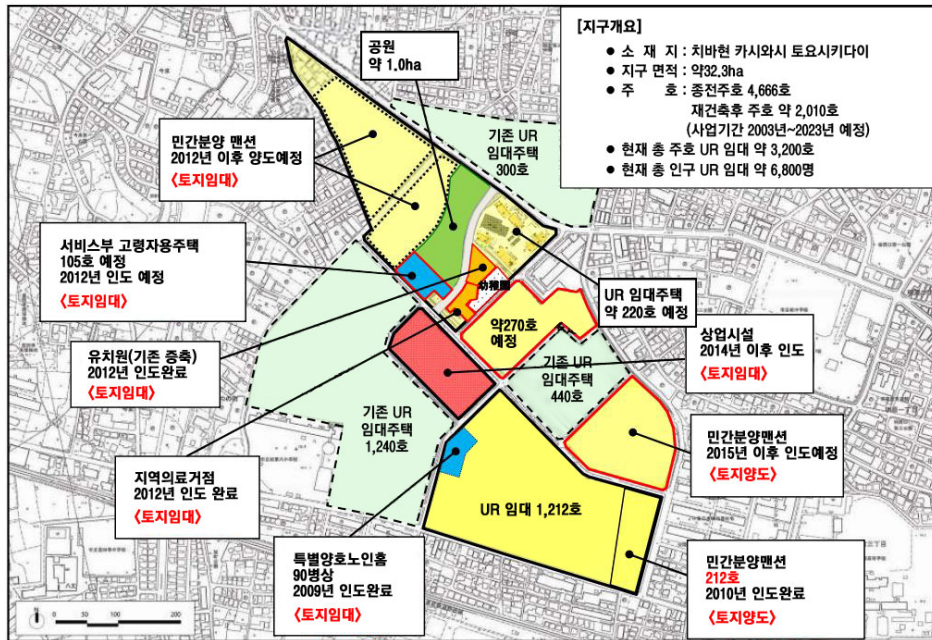 [지구개요]
● 소 재 지 : 치바현 카시와시 토요시키다이
● 지구 면적 : 약32.3ha
● 주 호 : 종전주호 4,666호
재건축후 주호 약 2,010호
(사업기간 2003년~2023년 예정)
● 현재 총 주호 UR 임대 약 3,200호
● 현재 총 인구 UR 임대 약 6,800명
공원
약 1.0ha
민간분양 맨션
2012년 이후 양도예정
〈토지임대〉
기존 UR
임대주택
300호
서비스부 고령자용주택
105호 예정
2012년 인도 예정
〈토지임대〉
幼稚園
UR 임대주택
약 220호 예정
약270호
예정
유치원(기존 증축)
2012년 인도완료
〈토지임대〉
상업시설
2014년 이후 인도
〈토지임대〉
기존 UR
임대주택
440호
기존 UR
임대주택
1,240호
민간분양맨션
2015년 이후 인도예정
〈토지양도〉
지역의료거점
2012년 인도 완료
〈토지임대〉
UR 임대 1,212호
특별양호노인홈
90병상
2009년 인도완료
〈토지임대〉
민간분양맨션
212호
2010년 인도완료
〈토지양도〉
N
0 50 100 200